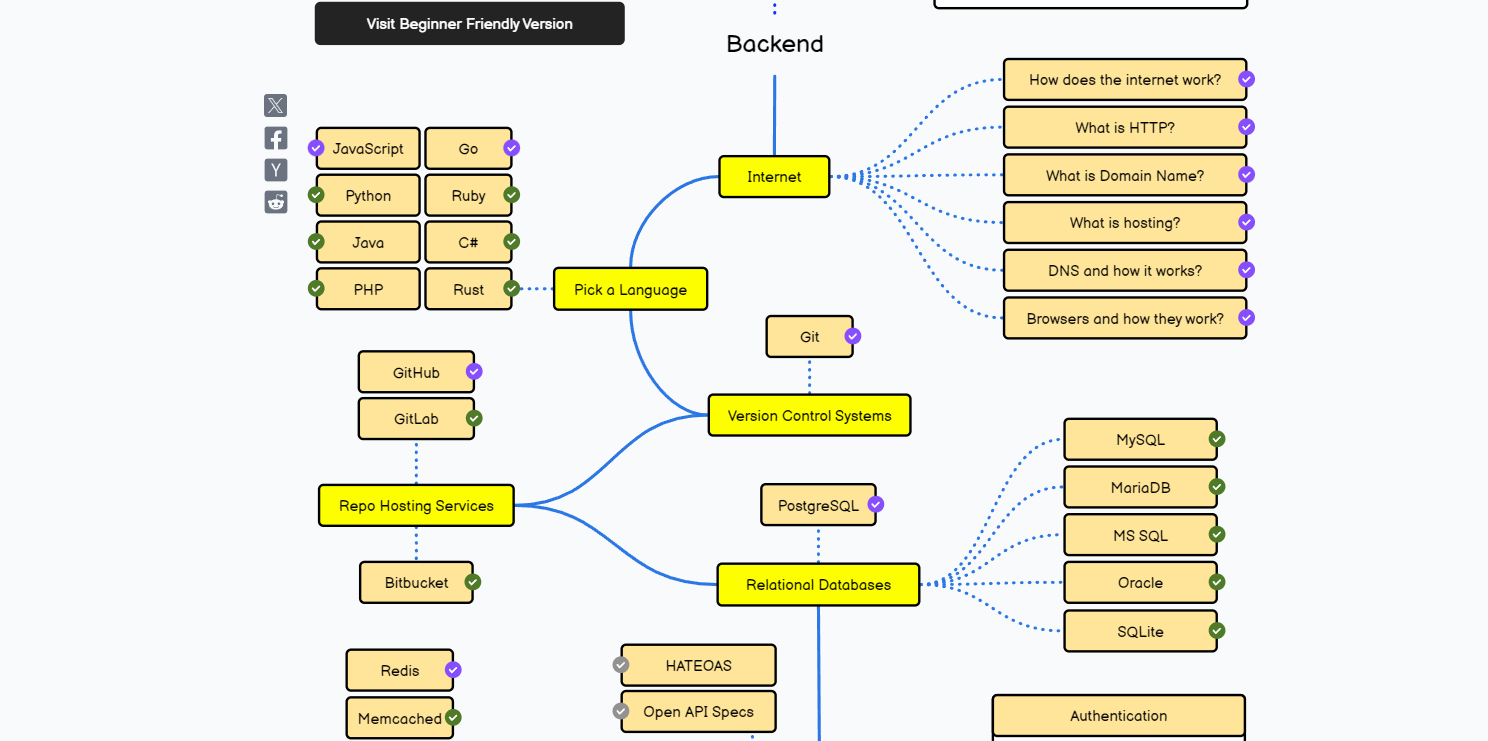 Visit Beginner Friendly Version
Backend
How does the internet work?
What is HTTP?
What is Domain Name?
What is hosting?
DNS and how it works?
Browsers and how they work?
Internet
JavaScript
Go
Python
Ruby
Java
C#
PHP
Rust
Pick a Language
Git
Version Control Systems
GitHub
GitLab
Repo Hosting Services
Bitbucket
PostgreSQL
Relational Databases
MySQL
MariaDB
MS SQL
Oracle
SQLite
Redis
Memcached
HATEOAS
Open API Specs
Authentication